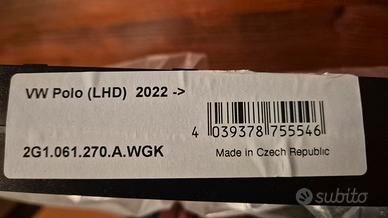 VW Polo (LHD) 2022 ->
4 039378 755546
2G1.061.270.A.WGK
Made in Czech Republic
subito